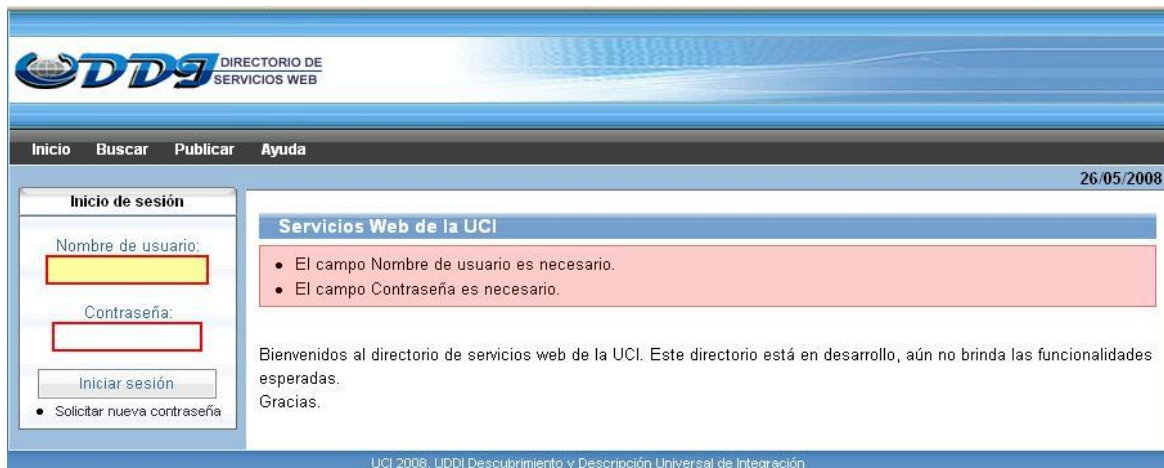 UDDI DIRECTORIO DE
SERVICIOS WEB
Inicio Buscar Publicar Ayuda
26/05/2008
Inicio de sesión
Nombre de usuario:
Contraseña:
Iniciar sesión
• Solicitar nueva contraseña
Servicios Web de la UCI
• El campo Nombre de usuario es necesario.
• El campo Contraseña es necesario.
Bienvenidos al directorio de servicios web de la UCI. Este directorio está en desarrollo, aún no brinda las funcionalidades
esperadas.
Gracias.
UCI 2008. UDDI Descubrimiento y Descripción Universal de Integración